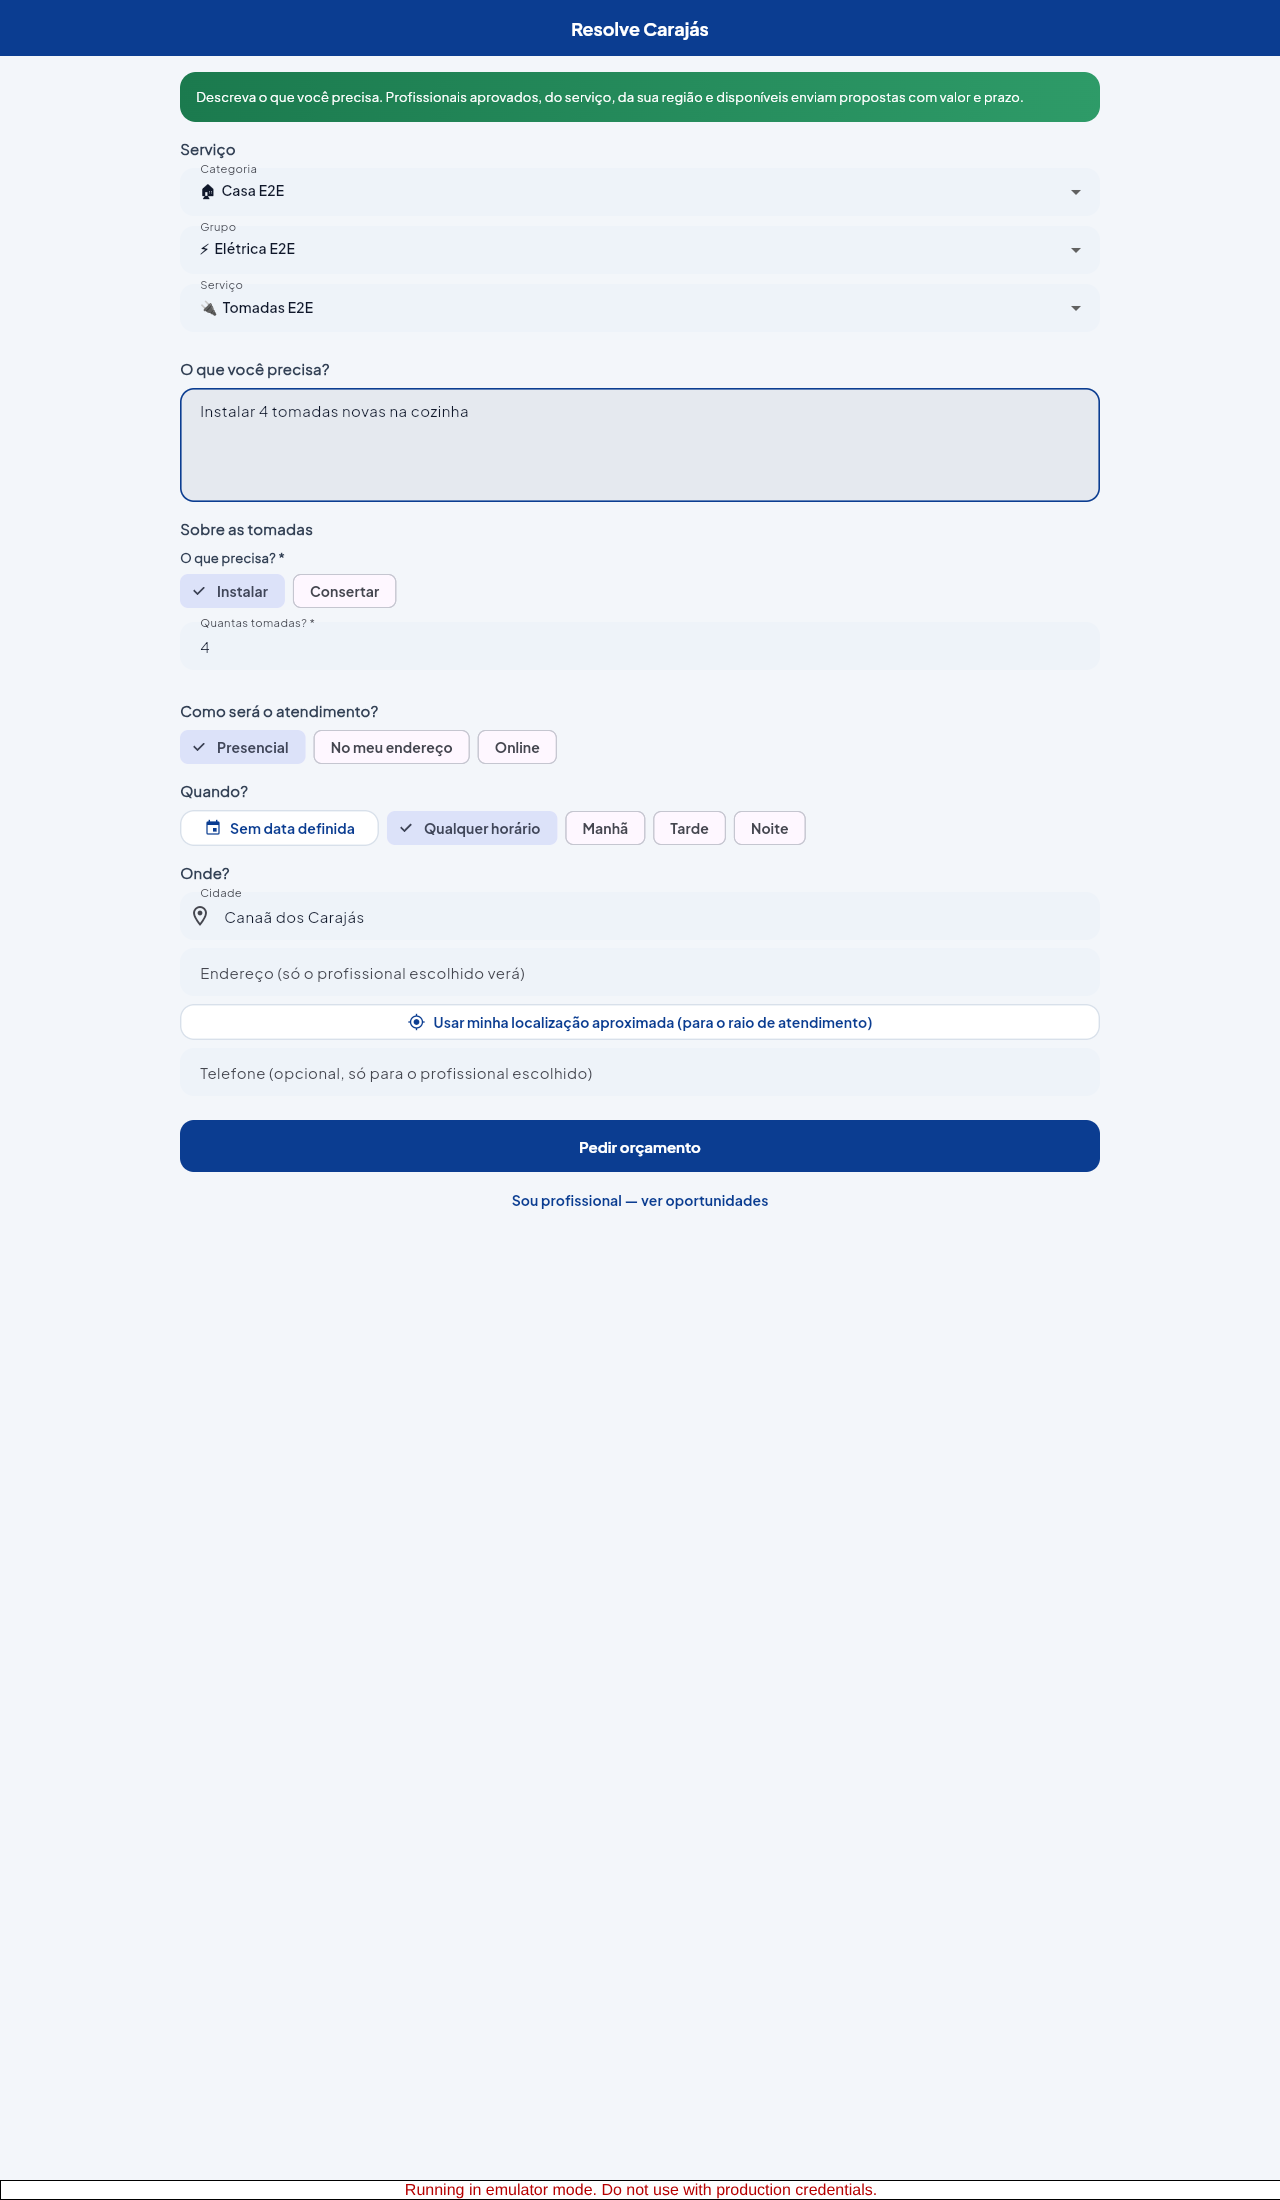 Resolve Carajás
Descreva o que você precisa. Profissionais aprovados, do serviço, da sua região e disponíveis enviam propostas com valor e prazo.
Serviço
Categoria
🏠 Casa E2E
Grupo
⚡ Elétrica E2E
Serviço
🔌 Tomadas E2E
O que você precisa?
Instalar 4 tomadas novas na cozinha
Sobre as tomadas
O que precisa? *
Instalar Consertar
Quantas tomadas? *
4
Como será o atendimento?
Presencial No meu endereço Online
Quando?
Sem data definida Qualquer horário Manhã Tarde Noite
Onde?
Cidade
Canaã dos Carajás
Endereço (só o profissional escolhido verá)
Usar minha localização aproximada (para o raio de atendimento)
Telefone (opcional, só para o profissional escolhido)
Pedir orçamento
Sou profissional — ver oportunidades
Running in emulator mode. Do not use with production credentials.